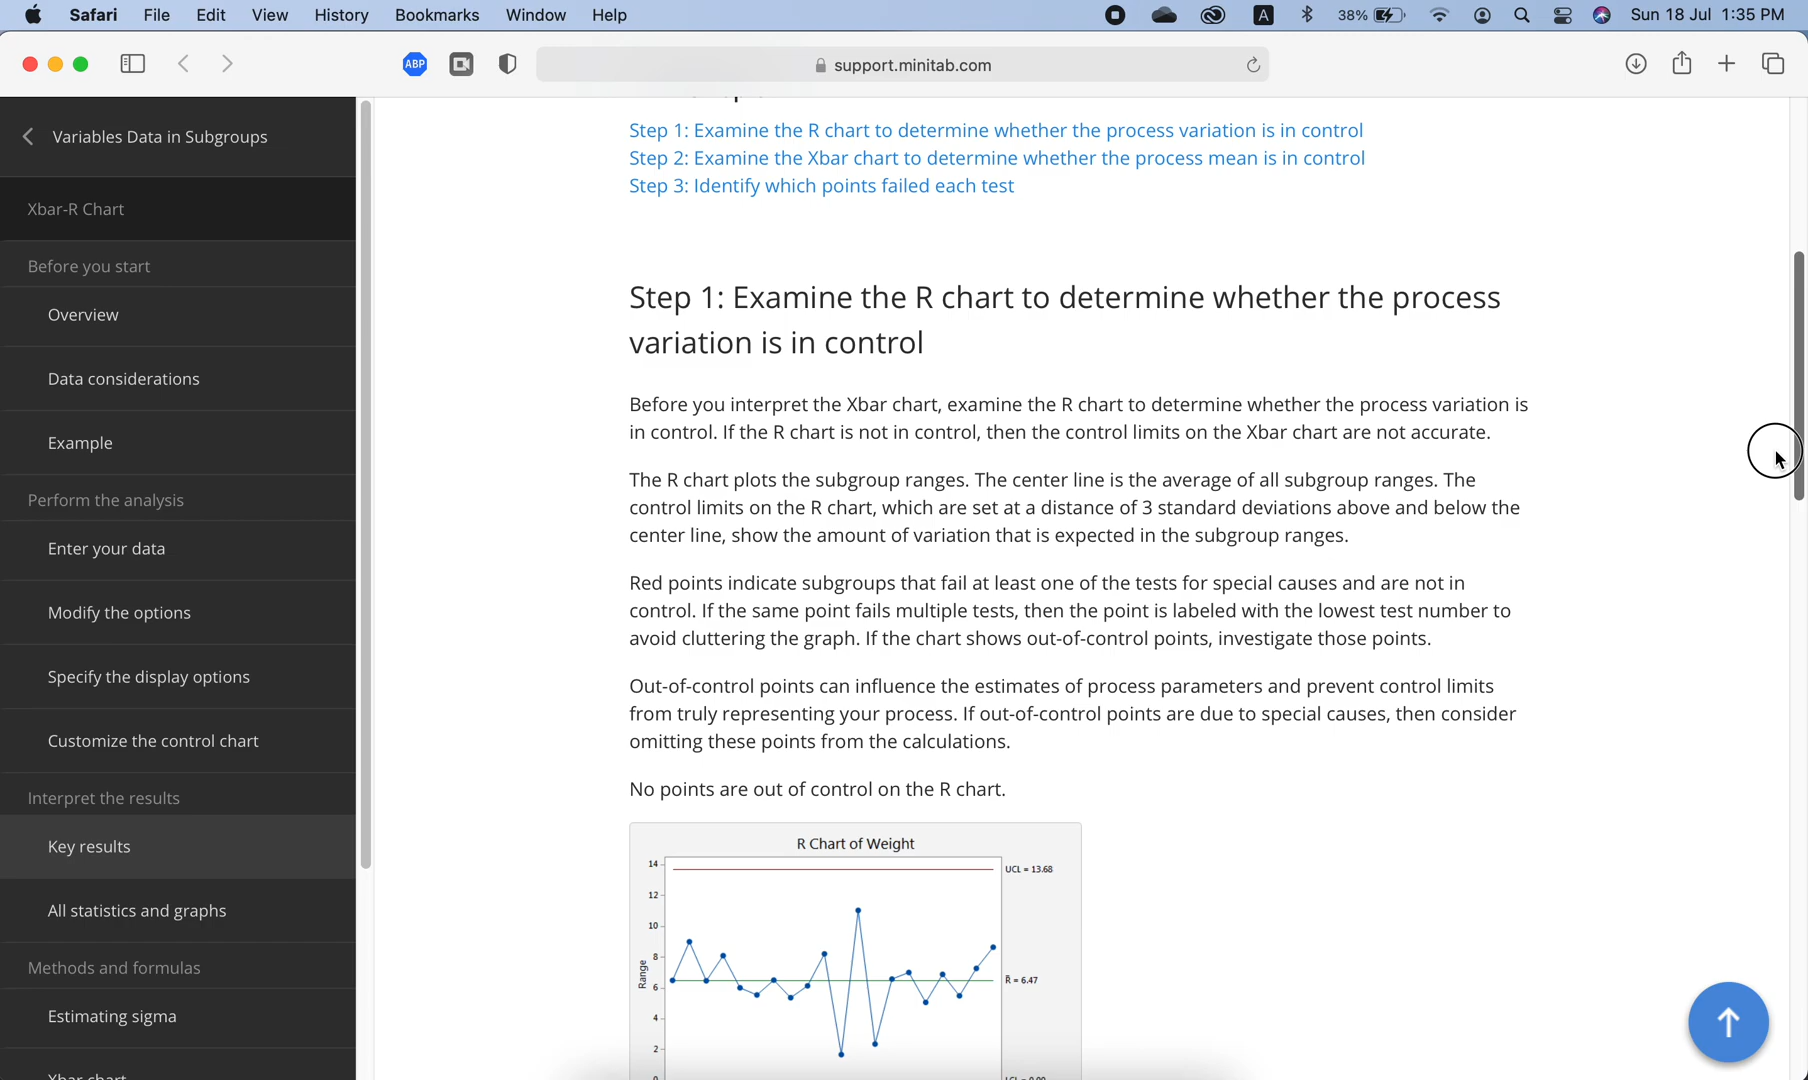 Safari File Edit View History Bookmarks Window Help A 38% Sun 18 Jul 1:35 PM
ABP support.minitab.com
Variables Data in Subgroups
Xbar-R Chart
Before you start
Overview
Data considerations
Example
Perform the analysis
Enter your data
Modify the options
Specify the display options
Customize the control chart
Interpret the results
Key results
All statistics and graphs
Methods and formulas
Estimating sigma
Xbar chart
Step 1: Examine the R chart to determine whether the process variation is in control
Step 2: Examine the Xbar chart to determine whether the process mean is in control
Step 3: Identify which points failed each test
Step 1: Examine the R chart to determine whether the process
variation is in control
Before you interpret the Xbar chart, examine the R chart to determine whether the process variation is
in control. If the R chart is not in control, then the control limits on the Xbar chart are not accurate.
The R chart plots the subgroup ranges. The center line is the average of all subgroup ranges. The
control limits on the R chart, which are set at a distance of 3 standard deviations above and below the
center line, show the amount of variation that is expected in the subgroup ranges.
Red points indicate subgroups that fail at least one of the tests for special causes and are not in
control. If the same point fails multiple tests, then the point is labeled with the lowest test number to
avoid cluttering the graph. If the chart shows out-of-control points, investigate those points.
Out-of-control points can influence the estimates of process parameters and prevent control limits
from truly representing your process. If out-of-control points are due to special causes, then consider
omitting these points from the calculations.
No points are out of control on the R chart.
R Chart of Weight
14
UCL = 13.68
12
10
8
Range
R̄ = 6.47
6
4
2
0
LCL = 0.00